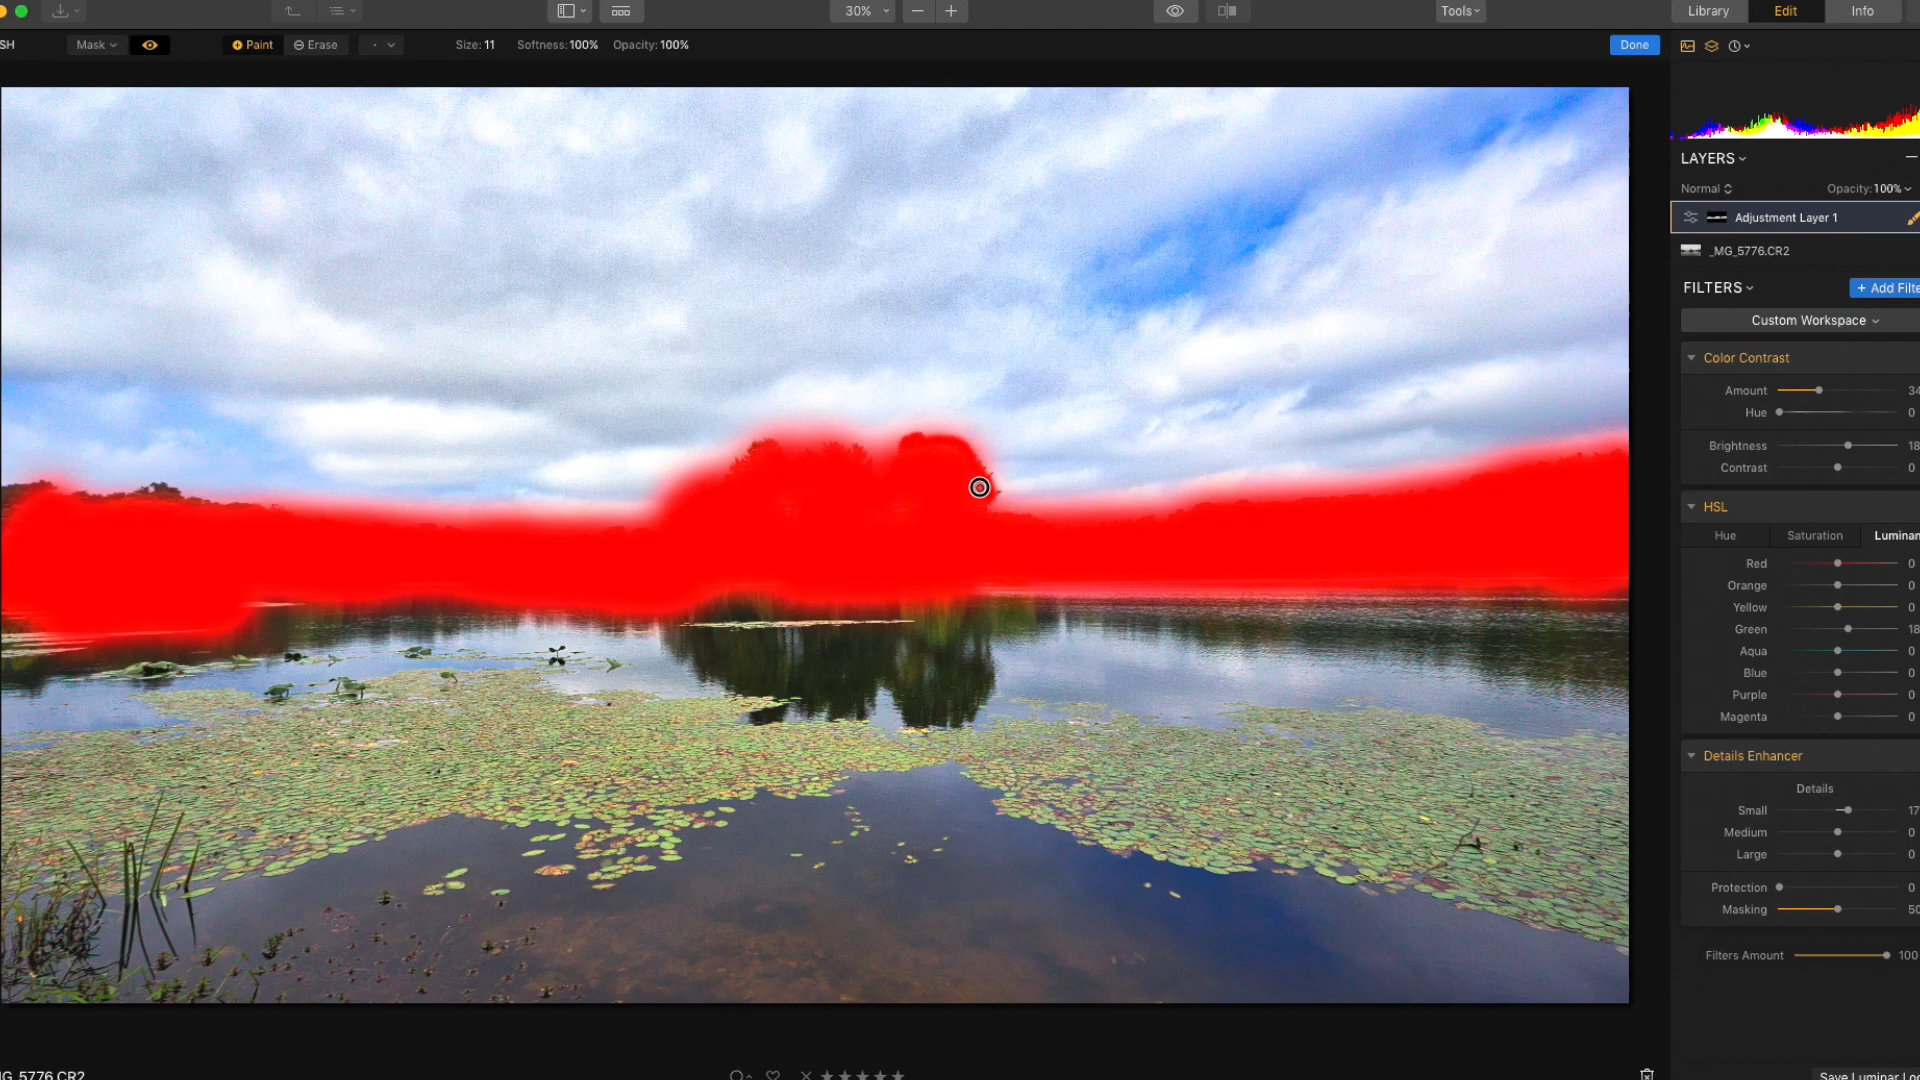 30%
Tools
Library Edit Info
SH Mask Paint Erase Size: 11 Softness: 100% Opacity: 100% Done
LAYERS
Normal Opacity: 100%
Adjustment Layer 1
_MG_5776.CR2
FILTERS + Add Filte
Custom Workspace
Color Contrast
Amount 34
Hue 0
Brightness 18
Contrast 0
HSL
Hue Saturation Luminan
Red 0
Orange 0
Yellow 0
Green 18
Aqua 0
Blue 0
Purple 0
Magenta 0
Details Enhancer
Details
Small 17
Medium 0
Large 0
Protection 0
Masking 50
Filters Amount 100
IG_5776.CR2
Save Luminar Loo